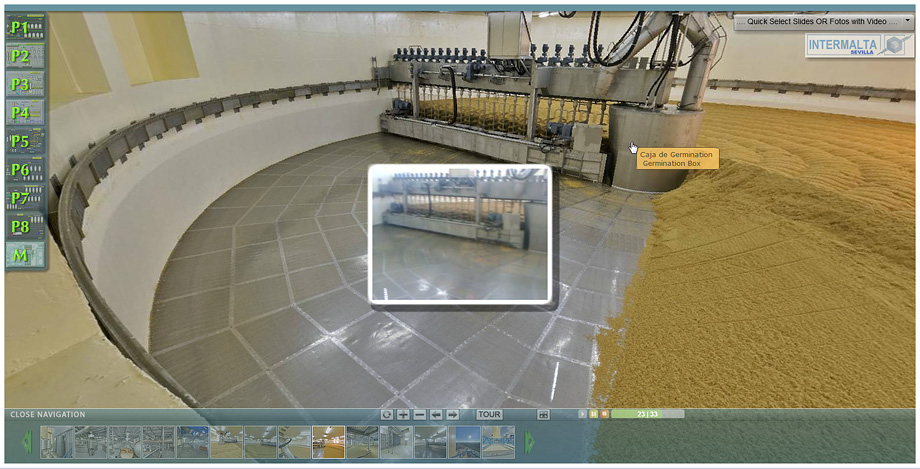 P1
... Quick Select Slides OR Fotos with Video ....
P2
INTERMALTA
SEVILLA
P3
P4
P5
Caja de Germination
Germination Box
P6
P7
P8
M
CLOSE NAVIGATION
TOUR
23|33